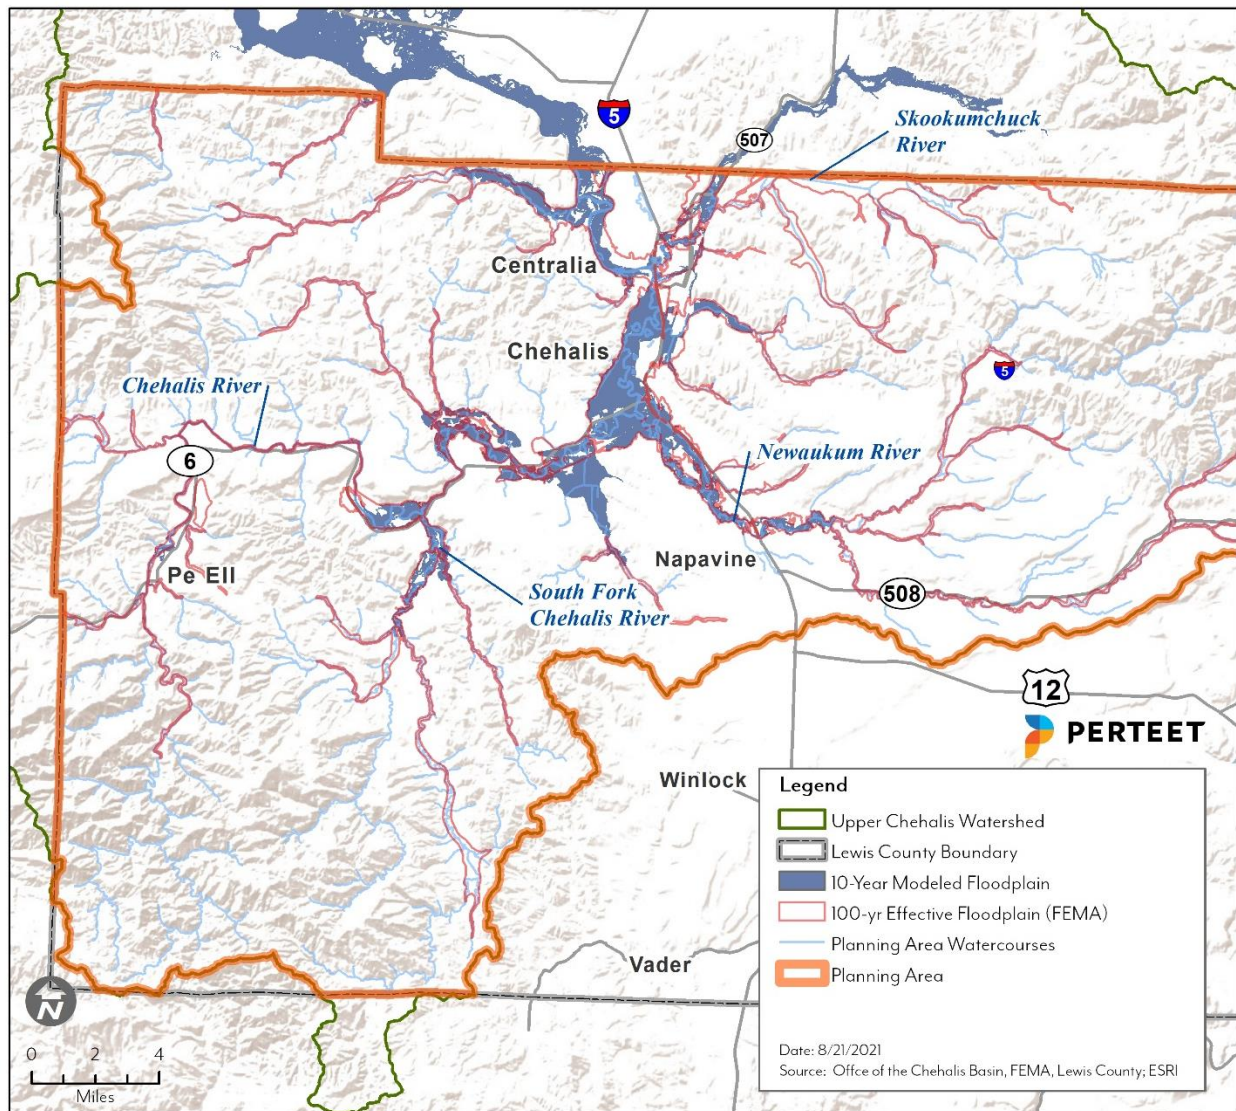 5
507
Skookumchuck
River
Centralia
Chehalis
5
Chehalis River
6
Newaukum River
Napavine
Pe Ell
508
South Fork
Chehalis River
12
PERTEET
Winlock
Legend
Upper Chehalis Watershed
Lewis County Boundary
10-Year Modeled Floodplain
100-yr Effective Floodplain (FEMA)
Planning Area Watercourses
Planning Area
Vader
N
0 2 4
Miles
Date: 8/21/2021
Source: Offce of the Chehalis Basin, FEMA, Lewis County; ESRI